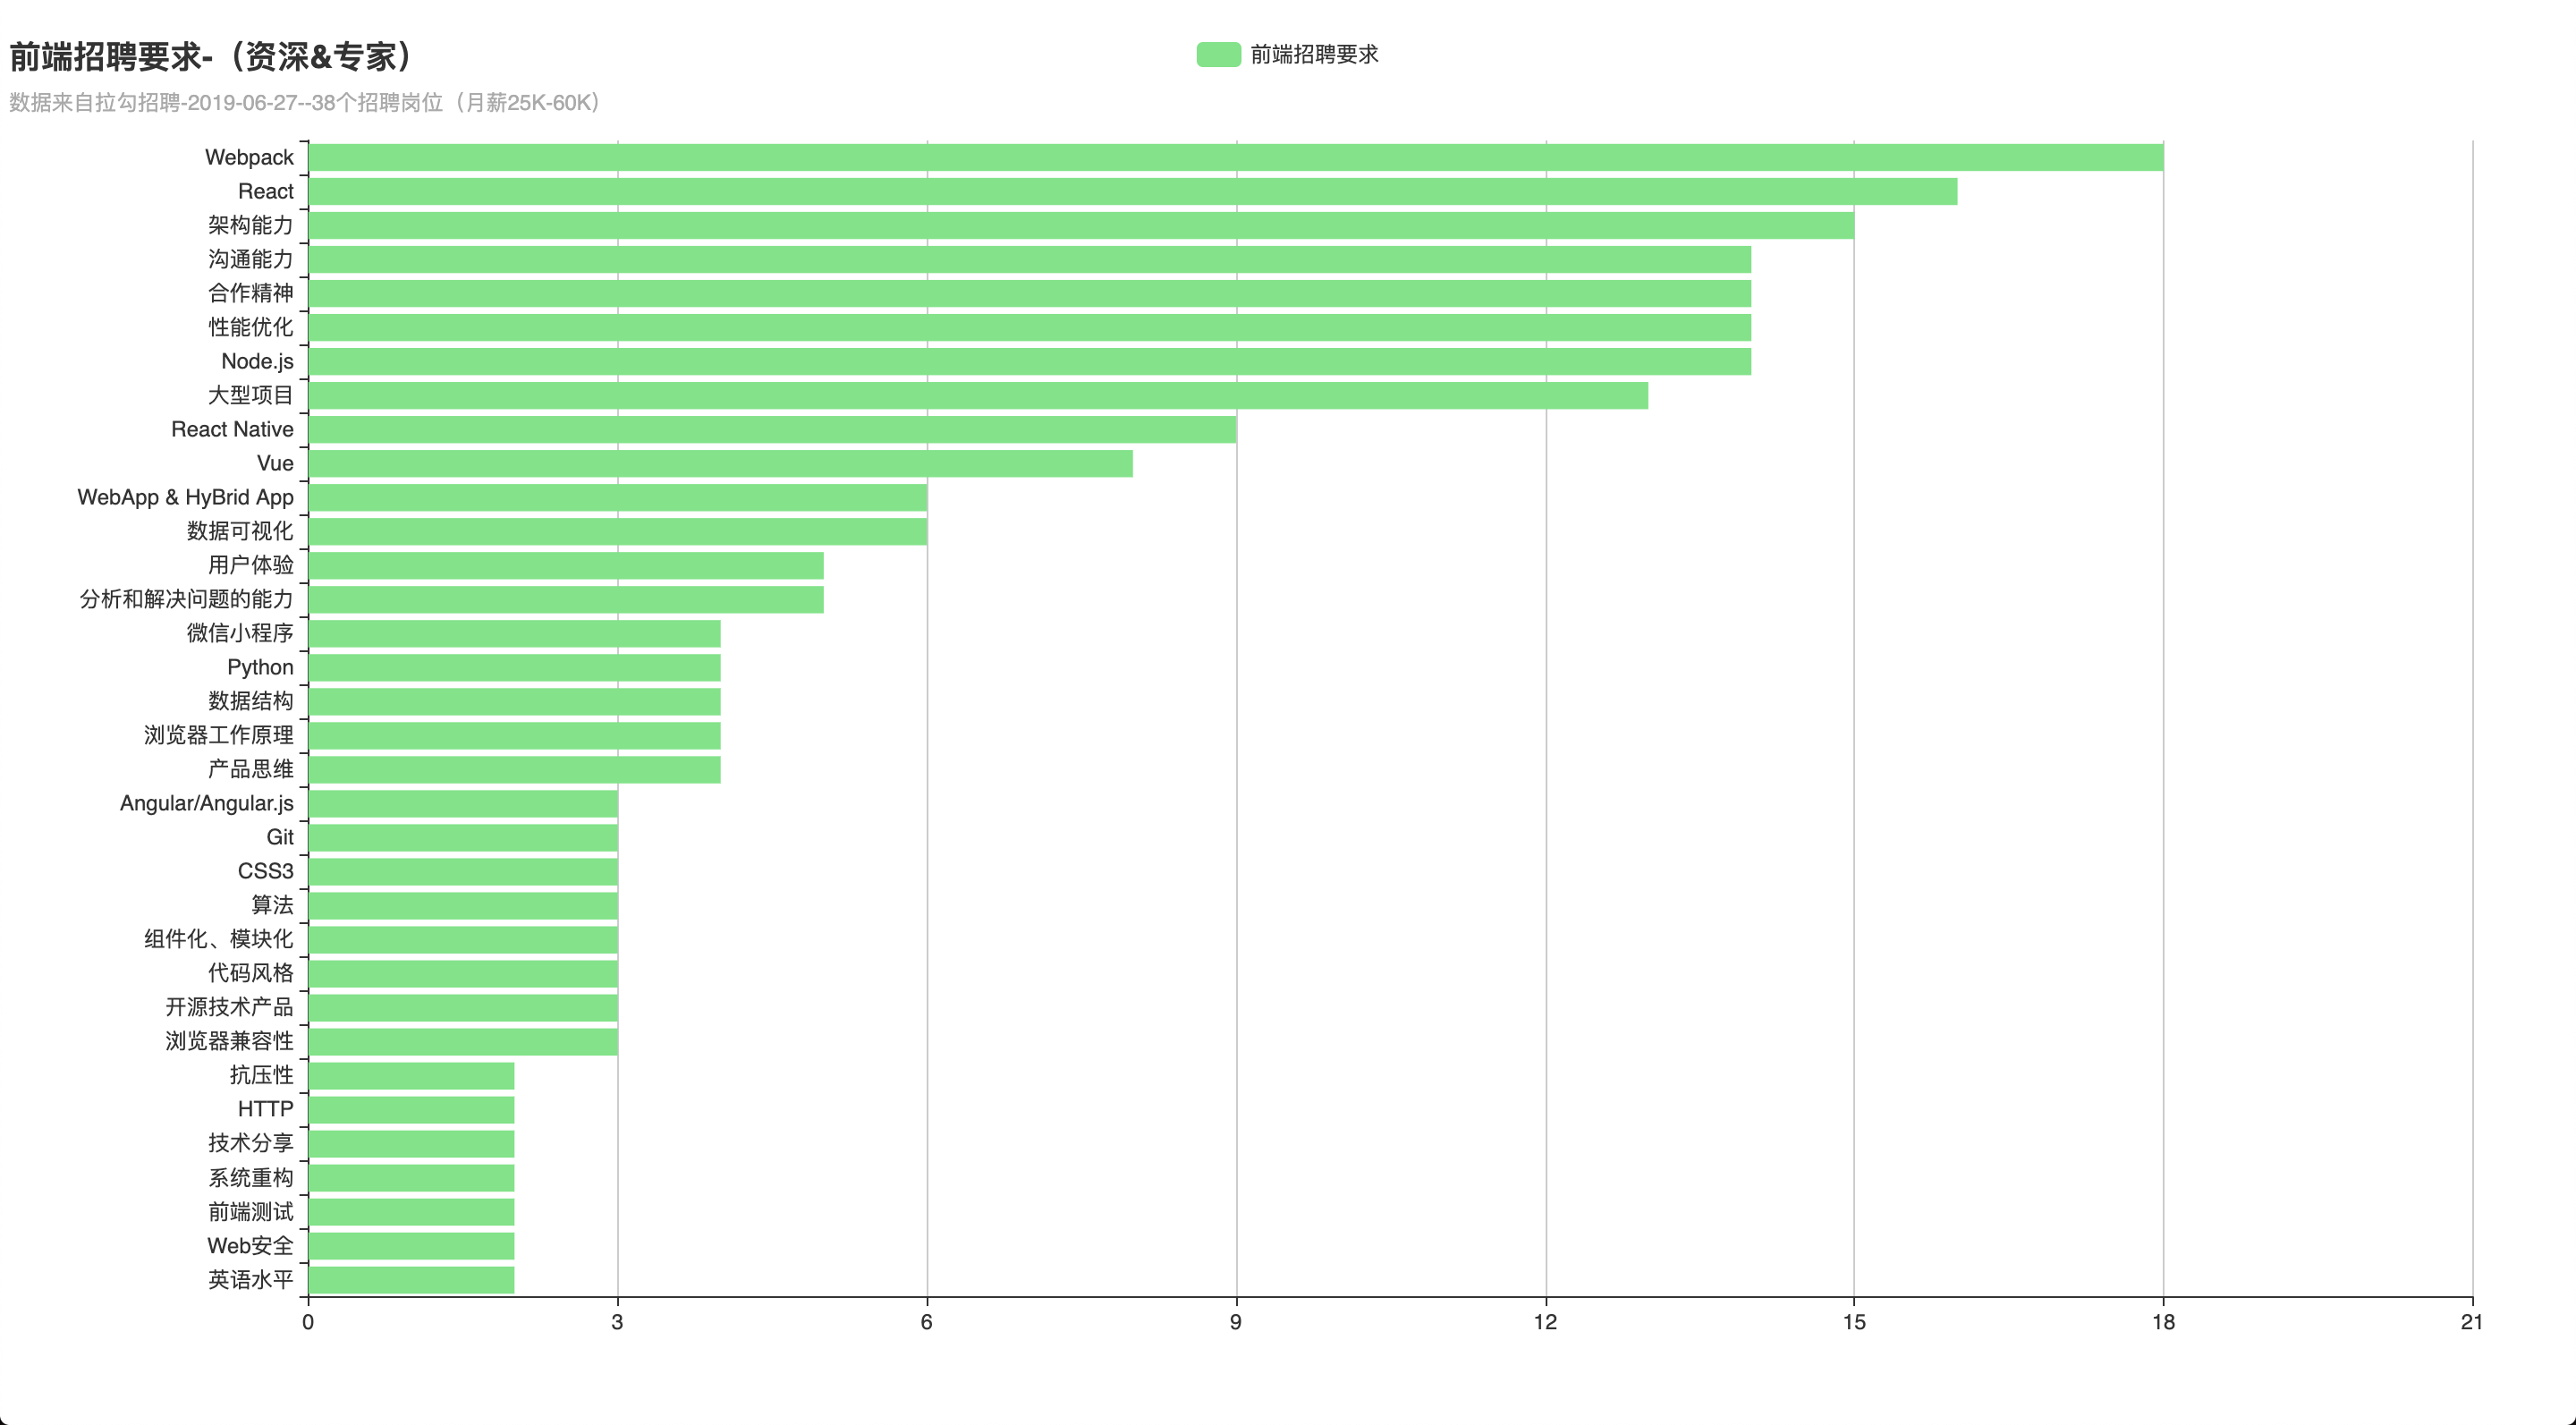 前端招聘要求-（资深&专家）
前端招聘要求
数据来自拉勾招聘-2019-06-27--38个招聘岗位（月薪25K-60K）
Webpack
React
架构能力
沟通能力
合作精神
性能优化
Node.js
大型项目
React Native
Vue
WebApp & HyBrid App
数据可视化
用户体验
分析和解决问题的能力
微信小程序
Python
数据结构
浏览器工作原理
产品思维
Angular/Angular.js
Git
CSS3
算法
组件化、模块化
代码风格
开源技术产品
浏览器兼容性
抗压性
HTTP
技术分享
系统重构
前端测试
Web安全
英语水平
0 3 6 9 12 15 18 21